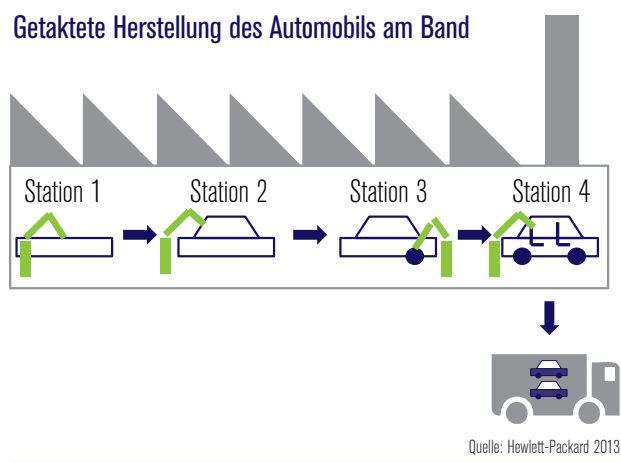 Getaktete Herstellung des Automobils am Band
Station 1
Station 2
Station 3
Station 4
Quelle: Hewlett-Packard 2013